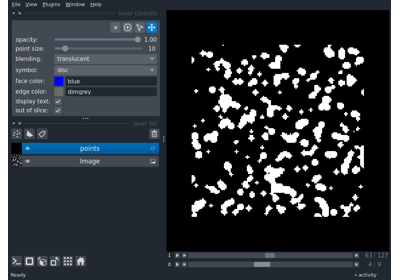 File View Plugins Window Help
layer controls
opacity: 1.00
point size: 10
blending: translucent
symbol: disc
face color: blue
edge color: dimgrey
display text:
out of slice:
layer list
points
Image
1 63 127
0 4 9
Ready activity